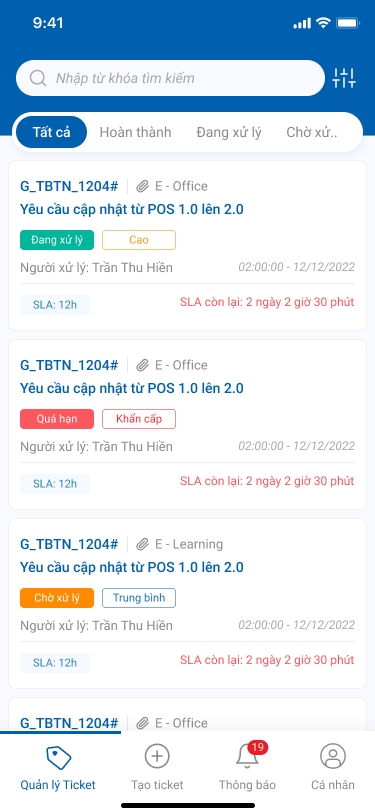 9:41
Nhập từ khóa tìm kiếm
Tất cả Hoàn thành Đang xử lý Chờ xử..
G_TBTN_1204# E - Office
Yêu cầu cập nhật từ POS 1.0 lên 2.0
Đang xử lý Cao
Người xử lý: Trần Thu Hiền 02:00:00 - 12/12/2022
SLA: 12h SLA còn lại: 2 ngày 2 giờ 30 phút
G_TBTN_1204# E - Office
Yêu cầu cập nhật từ POS 1.0 lên 2.0
Quá hạn Khẩn cấp
Người xử lý: Trần Thu Hiền 02:00:00 - 12/12/2022
SLA: 12h SLA còn lại: 2 ngày 2 giờ 30 phút
G_TBTN_1204# E - Learning
Yêu cầu cập nhật từ POS 1.0 lên 2.0
Chờ xử lý Trung bình
Người xử lý: Trần Thu Hiền 02:00:00 - 12/12/2022
SLA: 12h SLA còn lại: 2 ngày 2 giờ 30 phút
G_TBTN_1204# E - Office
19
Quản lý Ticket Tạo ticket Thông báo Cá nhân